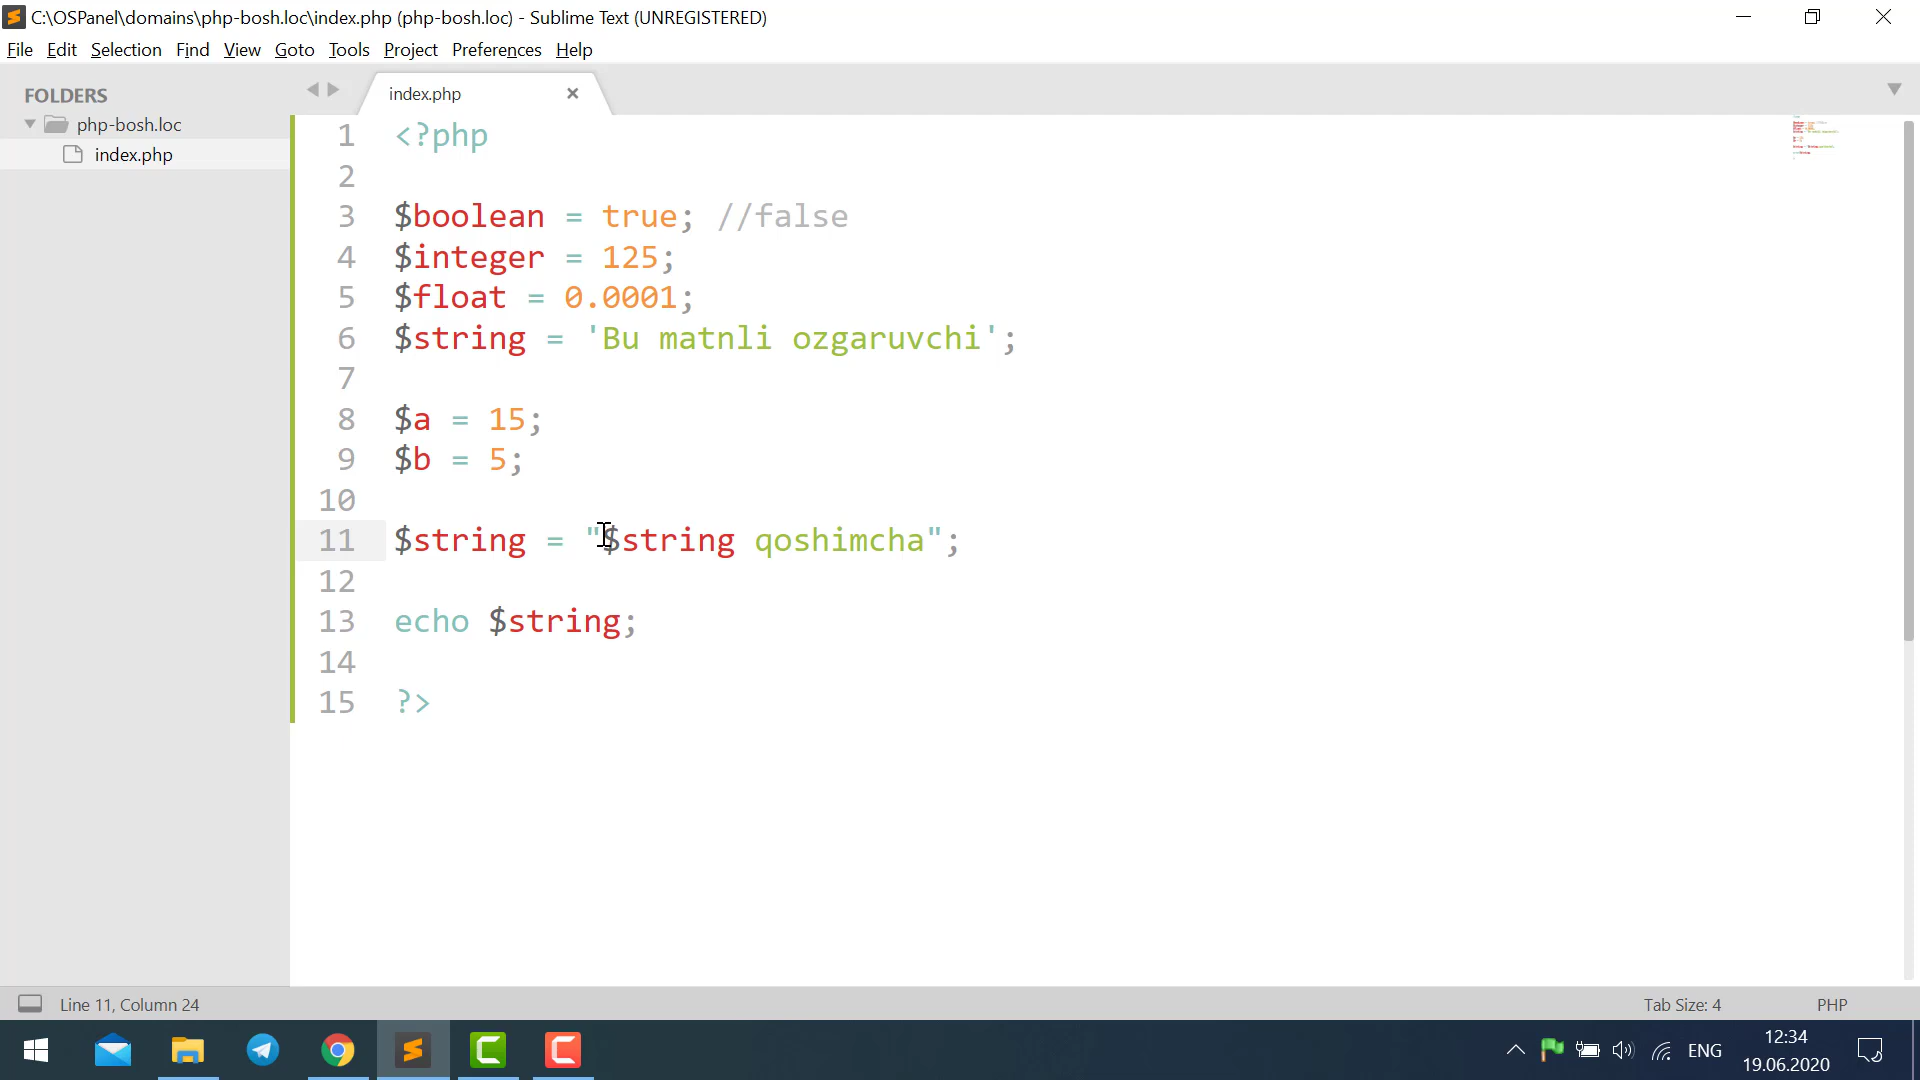 C:\OSPanel\domains\php-bosh.loc\index.php (php-bosh.loc) - Sublime Text (UNREGISTERED)
File Edit Selection Find View Goto Tools Project Preferences Help
FOLDERS
php-bosh.loc
index.php
index.php
1 <?php
2
3 $boolean = true; //false
4 $integer = 125;
5 $float = 0.0001;
6 $string = 'Bu matnli ozgaruvchi';
7
8 $a = 15;
9 $b = 5;
10
11 $string = "$string qoshimcha";
12
13 echo $string;
14
15 ?>
Line 11, Column 24
Tab Size: 4
PHP
ENG
12:34
19.06.2020